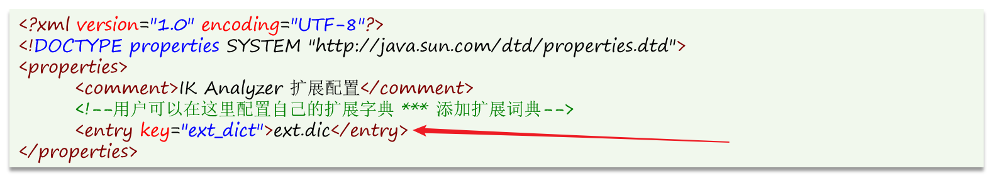 <?xml version="1.0" encoding="UTF-8"?>
<!DOCTYPE properties SYSTEM "http://java.sun.com/dtd/properties.dtd">
<properties>
<comment>IK Analyzer 扩展配置</comment>
<!--用户可以在这里配置自己的扩展字典 *** 添加扩展词典-->
<entry key="ext_dict">ext.dic</entry>
</properties>